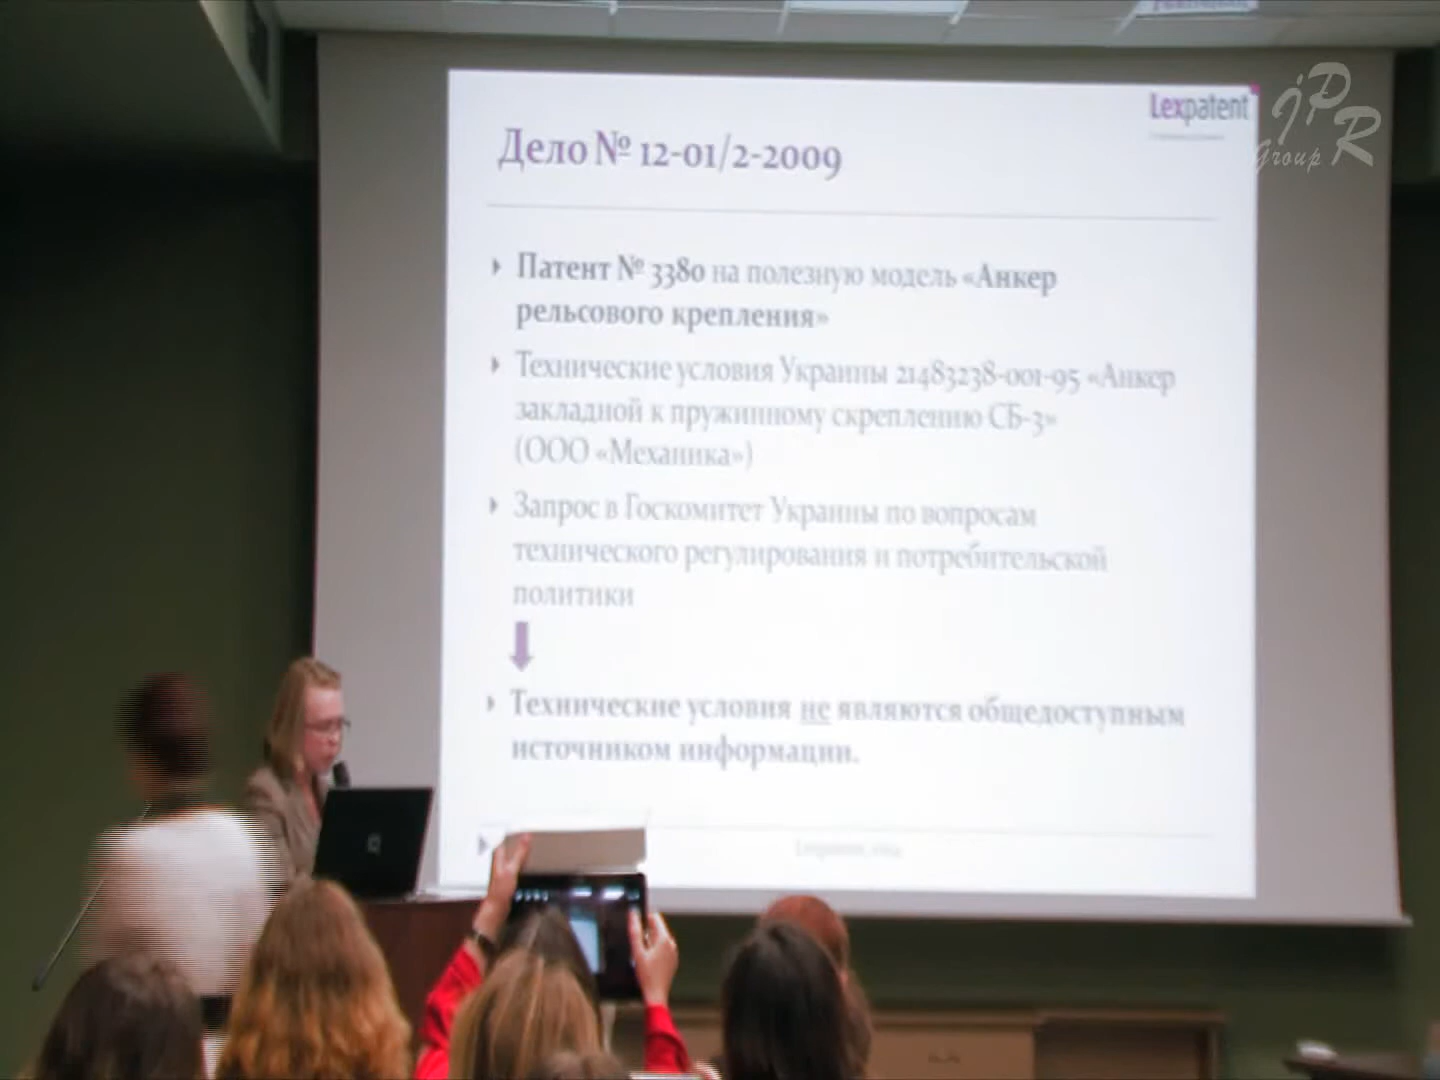 Lexpatent
jPR
Group
Дело № 12-01/2-2009
Патент № 3380 на полезную модель «Анкер
рельсового крепления»
Технические условия Украины 21483238-001-95 «Анкер
закладной к пружинному скреплению СБ-3»
(ООО «Механика»)
Запрос в Госкомитет Украины по вопросам
технического регулирования и потребительской
политики
Технические условия не являются общедоступным
источником информации.